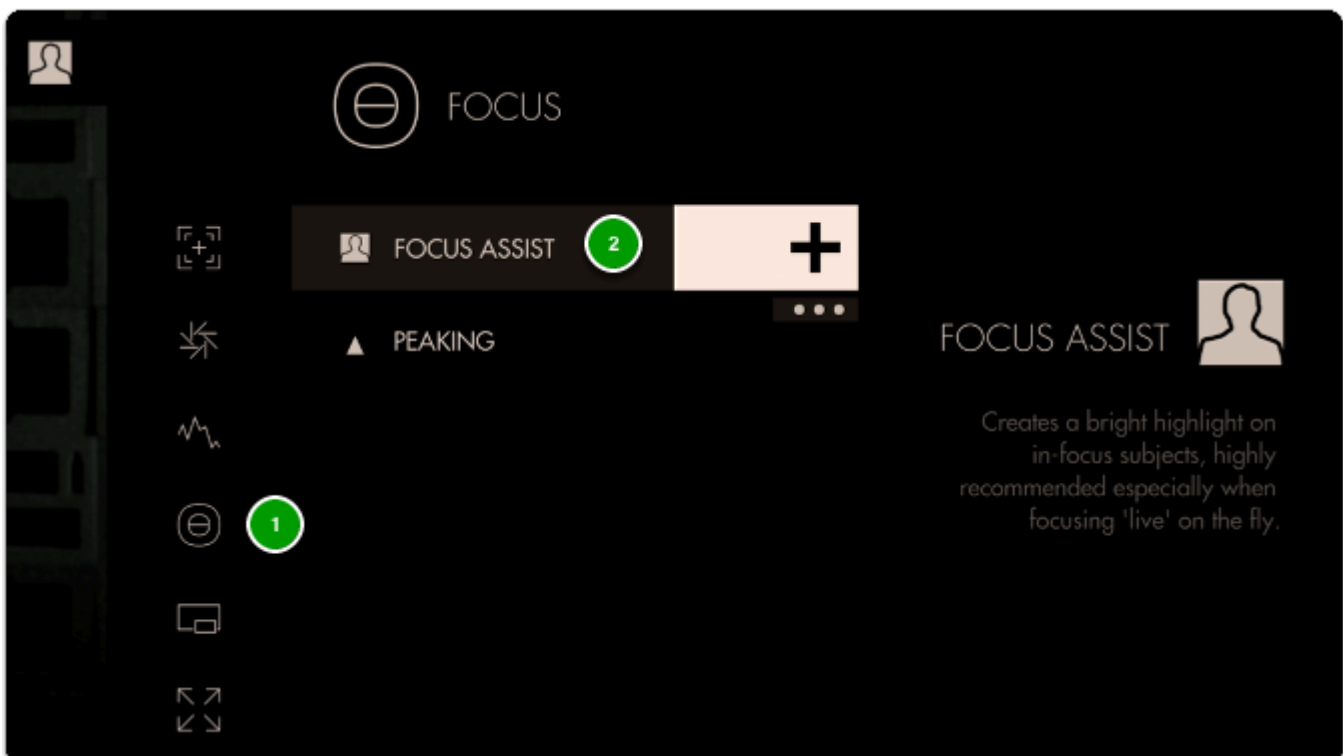 FOCUS
FOCUS ASSIST
2
PEAKING
FOCUS ASSIST
Creates a bright highlight on
in-focus subjects, highly
recommended especially when
focusing 'live' on the fly.
1